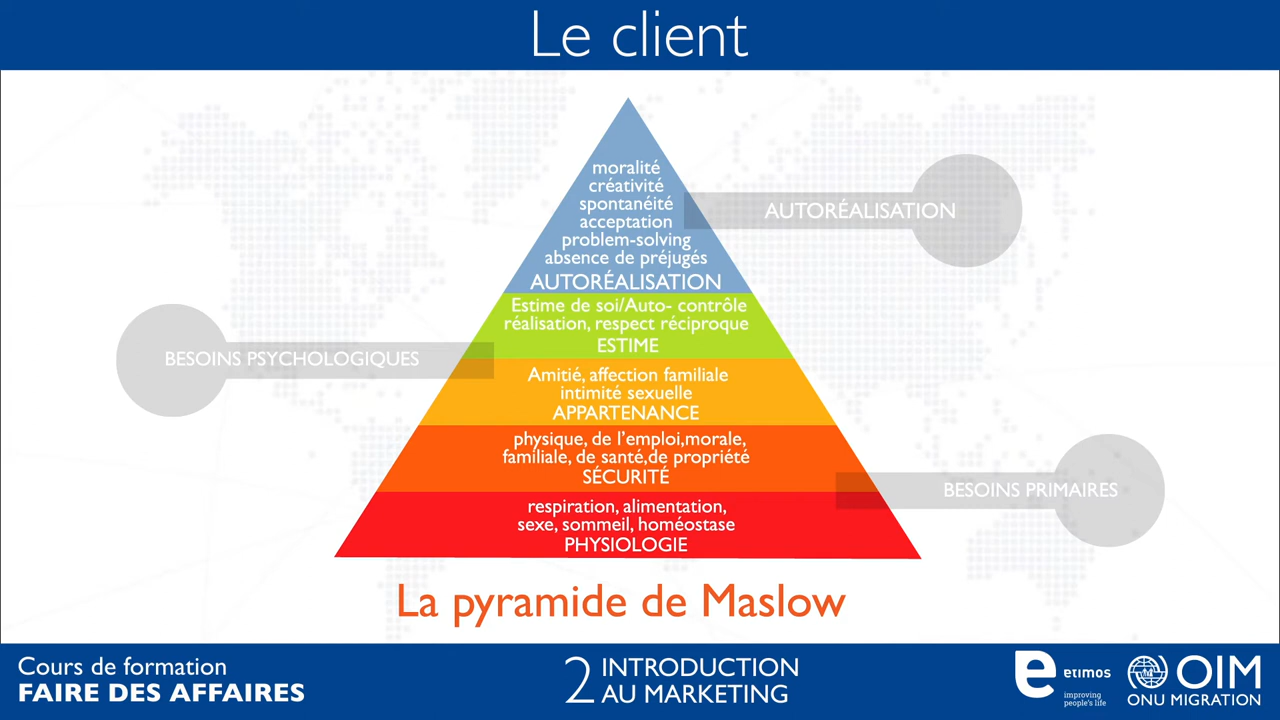 Le client
moralité
créativité
spontanéité
acceptation
problem-solving
absence de préjugés
AUTORÉALISATION
AUTORÉALISATION
Estime de soi/Auto- contrôle
réalisation, respect réciproque
ESTIME
BESOINS PSYCHOLOGIQUES
Amitié, affection familiale
intimité sexuelle
APPARTENANCE
physique, de l'emploi,morale,
familiale, de santé,de propriété
SÉCURITÉ
BESOINS PRIMAIRES
respiration, alimentation,
sexe, sommeil, homéostase
PHYSIOLOGIE
La pyramide de Maslow
Cours de formation
FAIRE DES AFFAIRES
2 INTRODUCTION
AU MARKETING
e etimos
improving
people's life
OIM
ONU MIGRATION